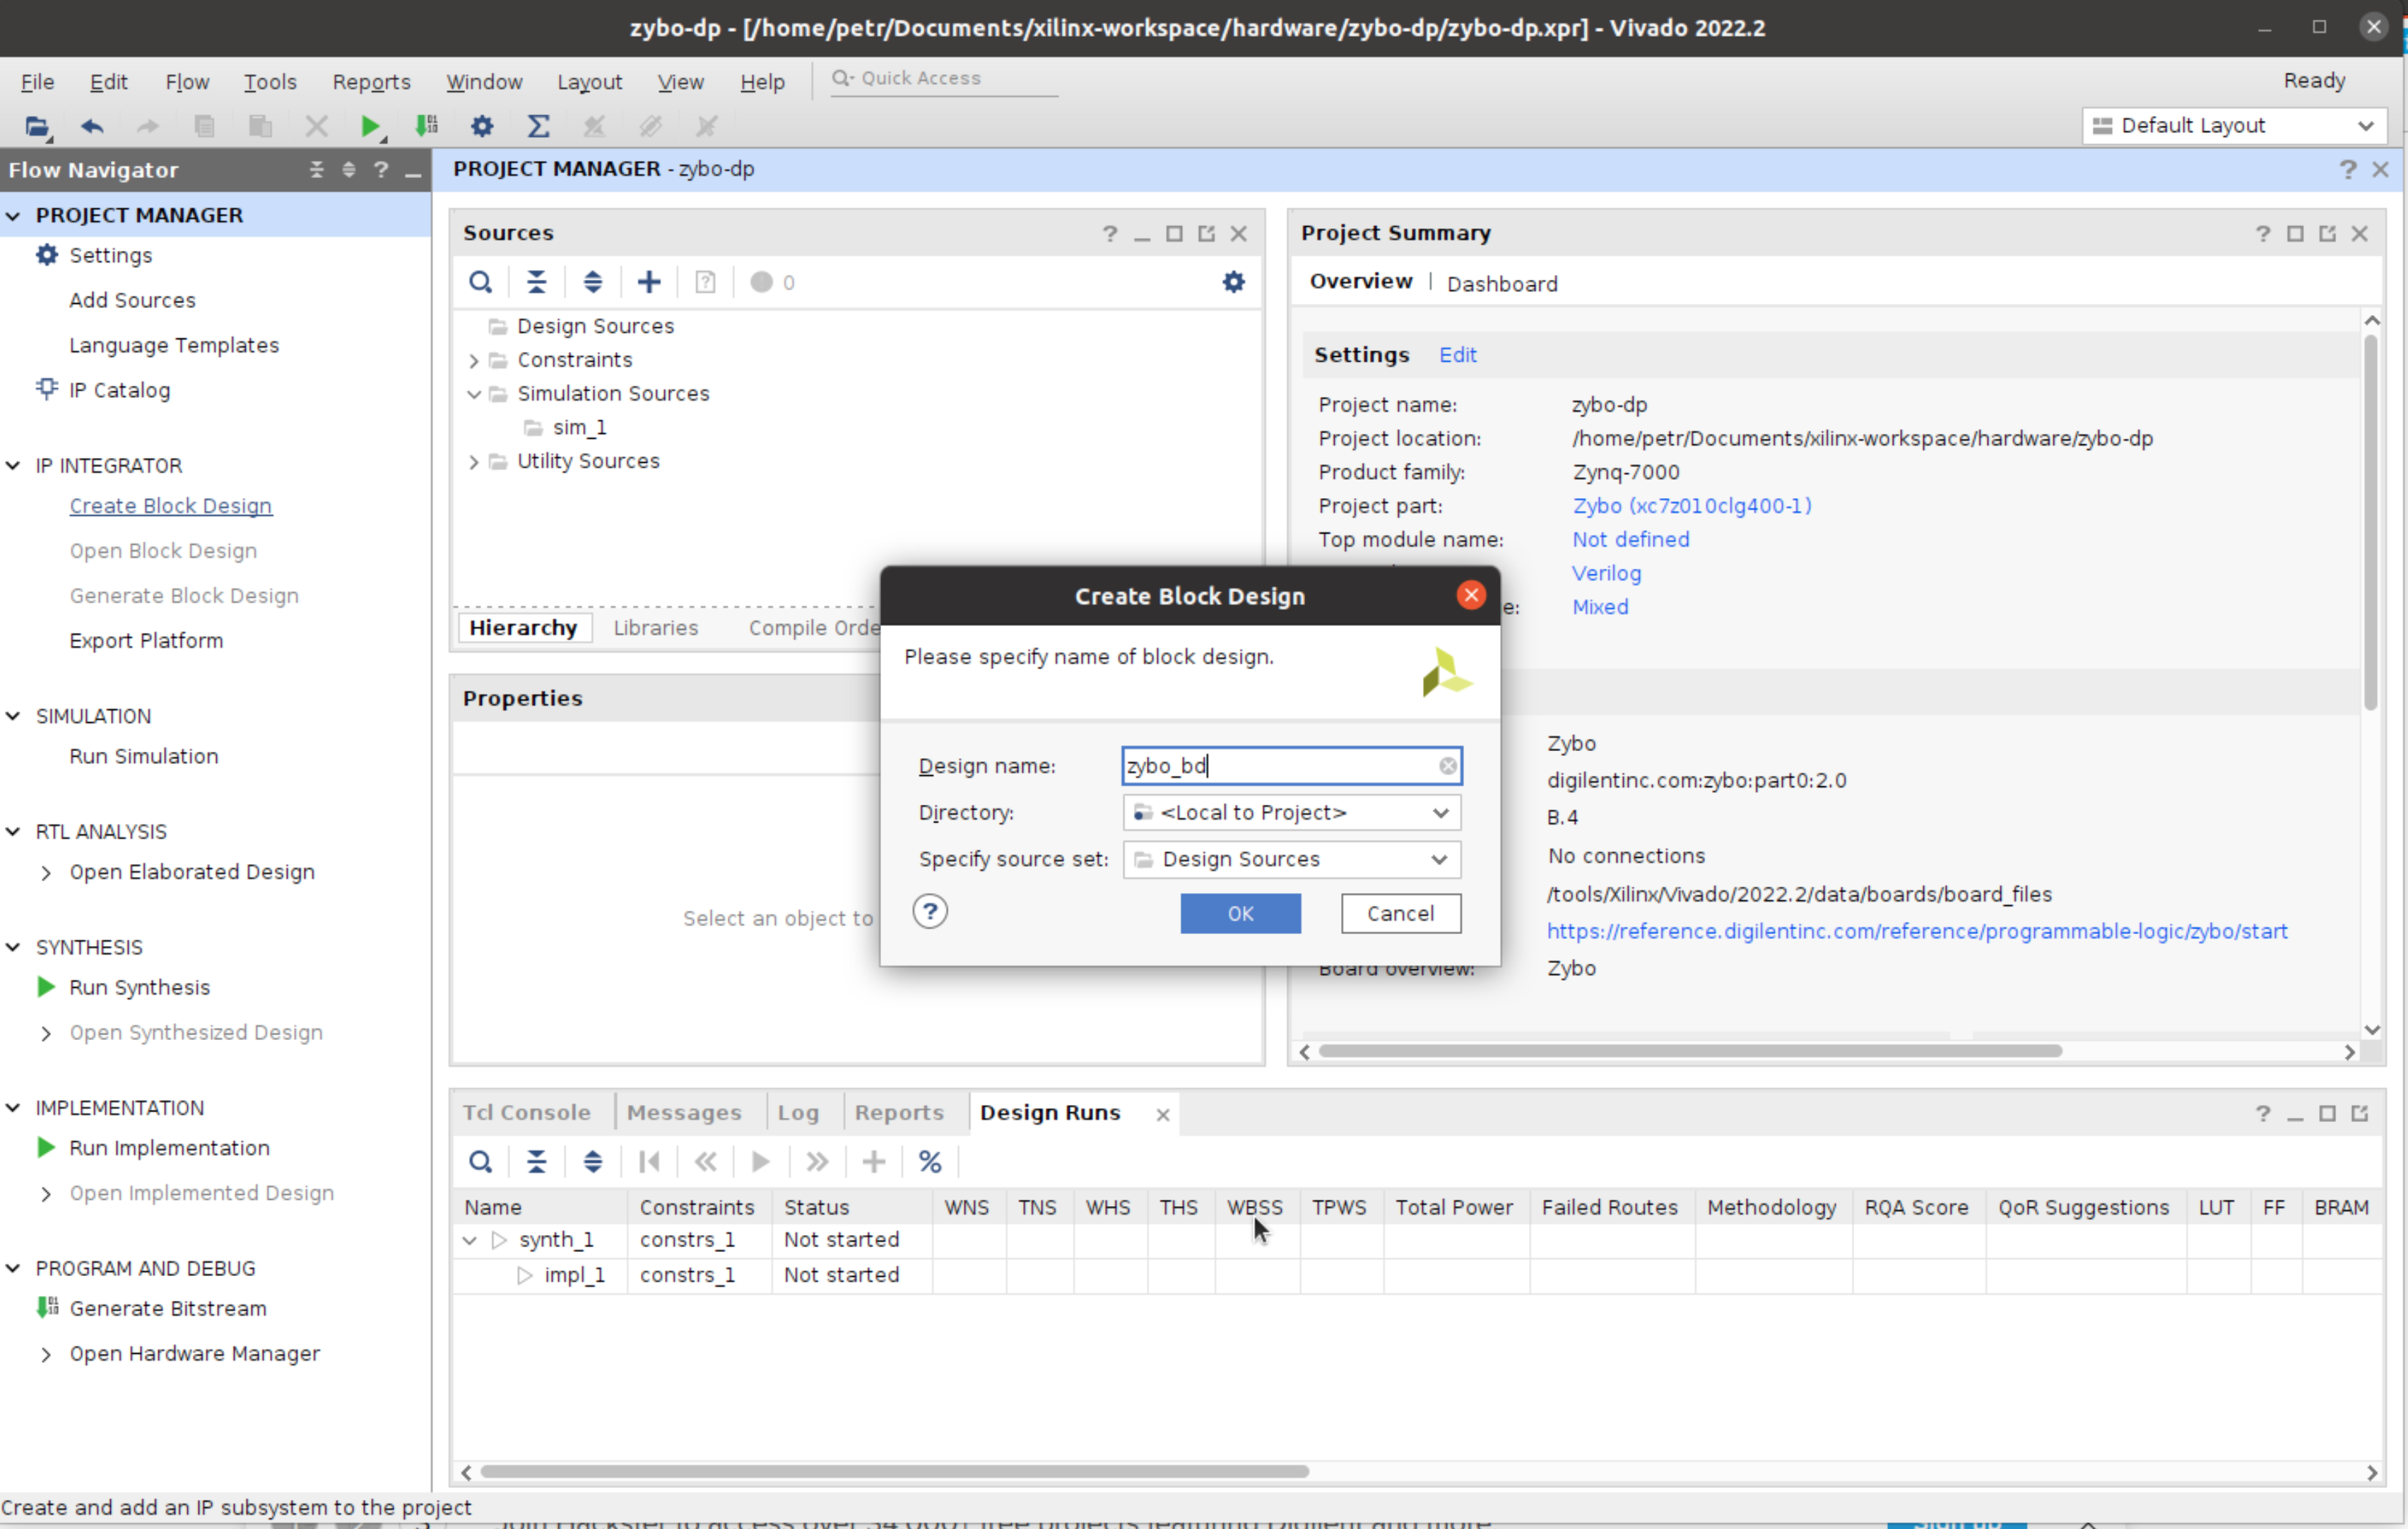 zybo-dp - [/home/petr/Documents/xilinx-workspace/hardware/zybo-dp/zybo-dp.xpr] - Vivado 2022.2
File Edit Flow Tools Reports Window Layout View Help Quick Access Ready
Default Layout
Flow Navigator
PROJECT MANAGER
Settings
Add Sources
Language Templates
IP Catalog
IP INTEGRATOR
Create Block Design
Open Block Design
Generate Block Design
Export Platform
SIMULATION
Run Simulation
RTL ANALYSIS
Open Elaborated Design
SYNTHESIS
Run Synthesis
Open Synthesized Design
IMPLEMENTATION
Run Implementation
Open Implemented Design
PROGRAM AND DEBUG
Generate Bitstream
Open Hardware Manager
PROJECT MANAGER - zybo-dp
Sources
0
Design Sources
Constraints
Simulation Sources
sim_1
Utility Sources
Hierarchy Libraries Compile Orde
Properties
Select an object to
Project Summary
Overview | Dashboard
Settings Edit
Project name: zybo-dp
Project location: /home/petr/Documents/xilinx-workspace/hardware/zybo-dp
Product family: Zynq-7000
Project part: Zybo (xc7z010clg400-1)
Top module name: Not defined
Verilog
e: Mixed
Zybo
digilentinc.com:zybo:part0:2.0
B.4
No connections
/tools/Xilinx/Vivado/2022.2/data/boards/board_files
https://reference.digilentinc.com/reference/programmable-logic/zybo/start
Board overview: Zybo
Create Block Design
Please specify name of block design.
Design name: zybo_bd
Directory: <Local to Project>
Specify source set: Design Sources
? OK Cancel
Tcl Console Messages Log Reports Design Runs
Name Constraints Status WNS TNS WHS THS WBSS TPWS Total Power Failed Routes Methodology RQA Score QoR Suggestions LUT FF BRAM
synth_1 constrs_1 Not started
impl_1 constrs_1 Not started
Create and add an IP subsystem to the project